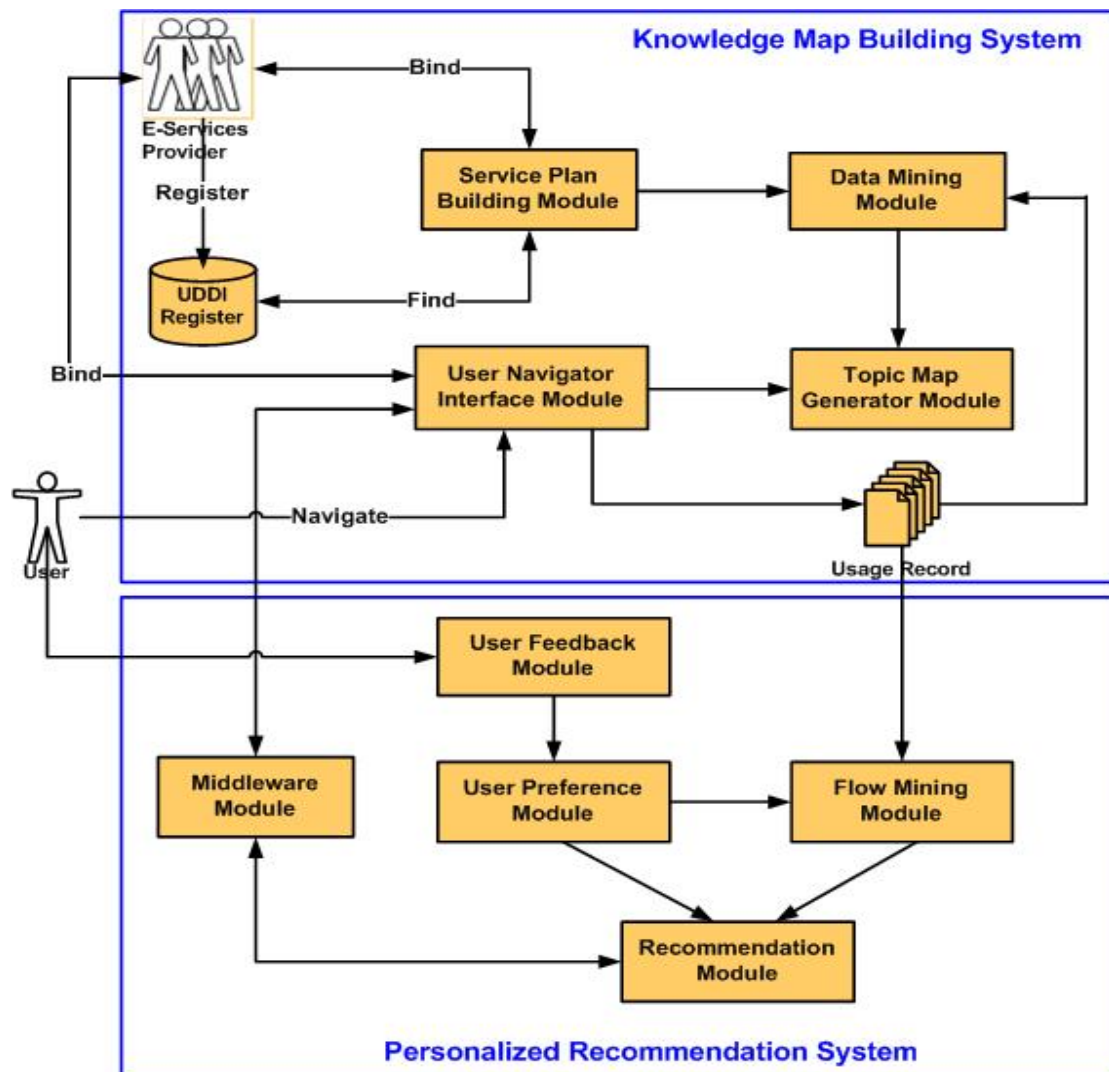 Knowledge Map Building System
Bind
E-Services
Provider
Register
Service Plan
Building Module
Data Mining
Module
UDDI
Register
Find
Bind
User Navigator
Interface Module
Topic Map
Generator Module
Navigate
User
Usage Record
User Feedback
Module
Middleware
Module
User Preference
Module
Flow Mining
Module
Recommendation
Module
Personalized Recommendation System